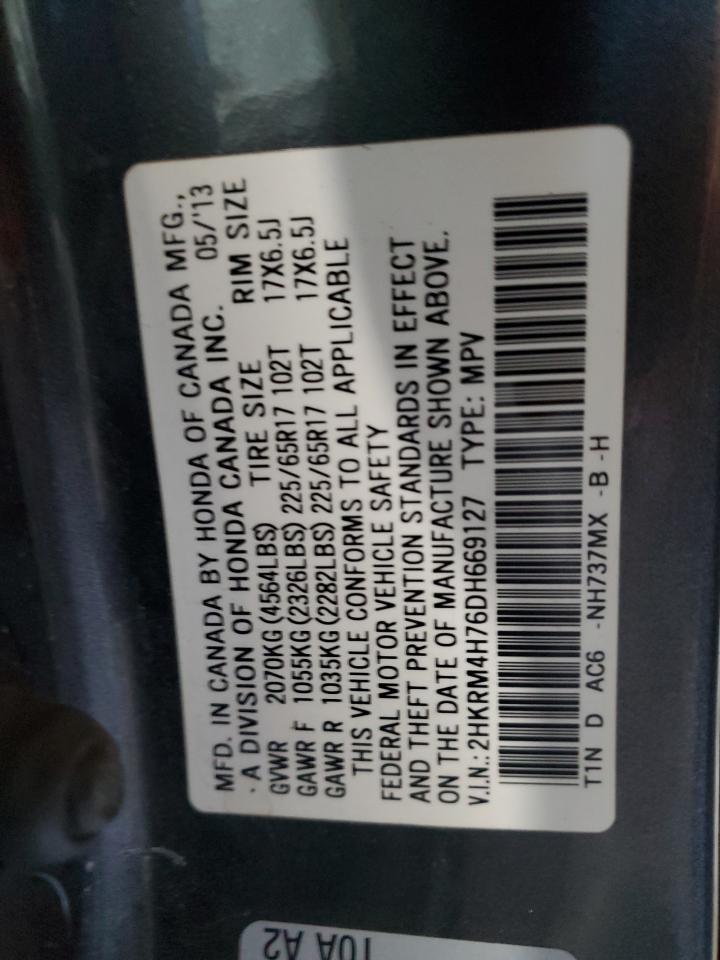 MFD. IN CANADA BY HONDA OF CANADA MFG.,
A DIVISION OF HONDA CANADA INC. 05/'13
GVWR 2070KG(4564LBS) TIRE SIZE RIM SIZE
GAWR F 1055KG(2326LBS) 225/65R17 102T 17X6.5J
GAWR R 1035KG(2282LBS) 225/65R17 102T 17X6.5J
THIS VEHICLE CONFORMS TO ALL APPLICABLE
FEDERAL MOTOR VEHICLE SAFETY
AND THEFT PREVENTION STANDARDS IN EFFECT
ON THE DATE OF MANUFACTURE SHOWN ABOVE.
V.I.N.: 2HKRM4H76DH669127 TYPE: MPV
T1N D AC6 -NH737MX -B -H
A2